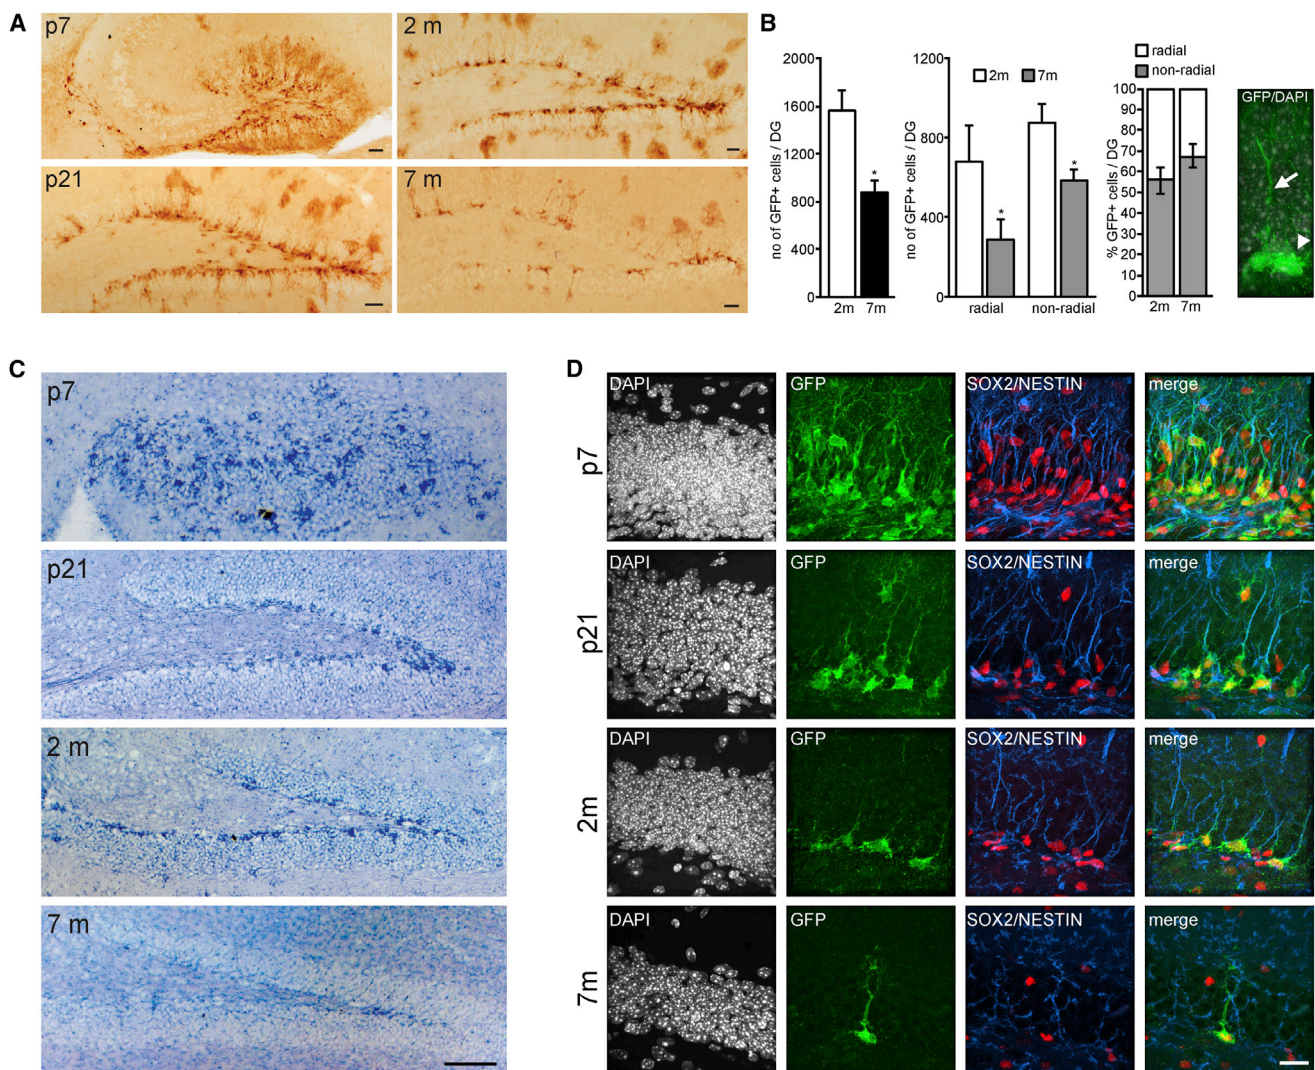 A
p7
2 m
p21
7 m
B
no of GFP+ cells / DG
2000
1600
1200
800
400
0
*
2m
7m
no of GFP+ cells / DG
1200
800
400
0
2m
7m
*
*
radial
non-radial
radial
non-radial
% GFP+ cells / DG
100
90
80
70
60
50
40
30
20
10
0
2m
7m
GFP/DAPI
C
p7
p21
2 m
7 m
D
p7
DAPI
GFP
SOX2/NESTIN
merge
p21
DAPI
GFP
SOX2/NESTIN
merge
2m
DAPI
GFP
SOX2/NESTIN
merge
7m
DAPI
GFP
SOX2/NESTIN
merge